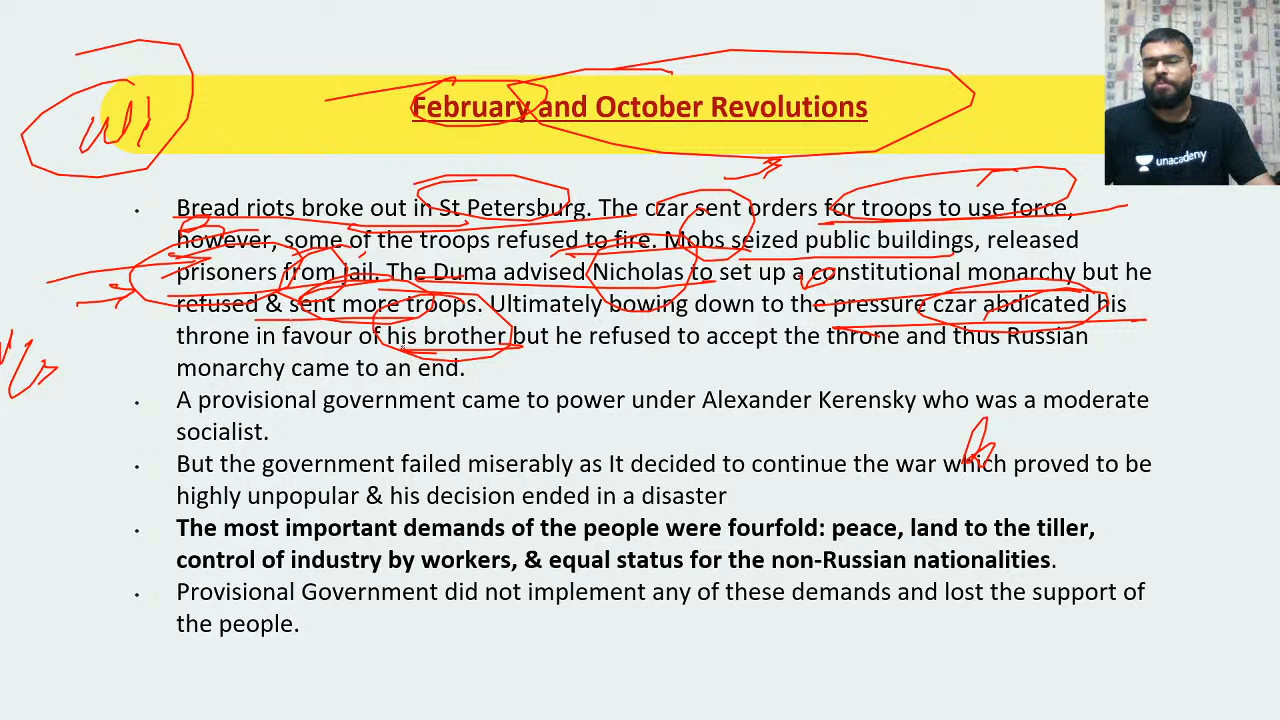 February and October Revolutions
unacademy
• Bread riots broke out in St Petersburg. The czar sent orders for troops to use force,
however, some of the troops refused to fire. Mobs seized public buildings, released
prisoners from jail. The Duma advised Nicholas to set up a constitutional monarchy but he
refused & sent more troops. Ultimately bowing down to the pressure czar abdicated his
throne in favour of his brother but he refused to accept the throne and thus Russian
monarchy came to an end.
• A provisional government came to power under Alexander Kerensky who was a moderate
socialist.
• But the government failed miserably as It decided to continue the war which proved to be
highly unpopular & his decision ended in a disaster
• The most important demands of the people were fourfold: peace, land to the tiller,
control of industry by workers, & equal status for the non-Russian nationalities.
• Provisional Government did not implement any of these demands and lost the support of
the people.